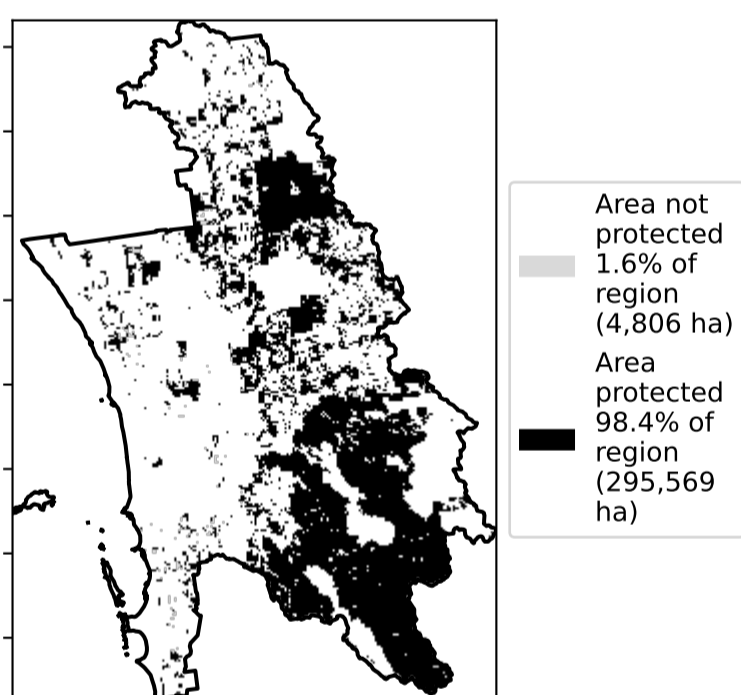 Area not
protected
1.6% of
region
(4,806 ha)
Area
protected
98.4% of
region
(295,569
ha)